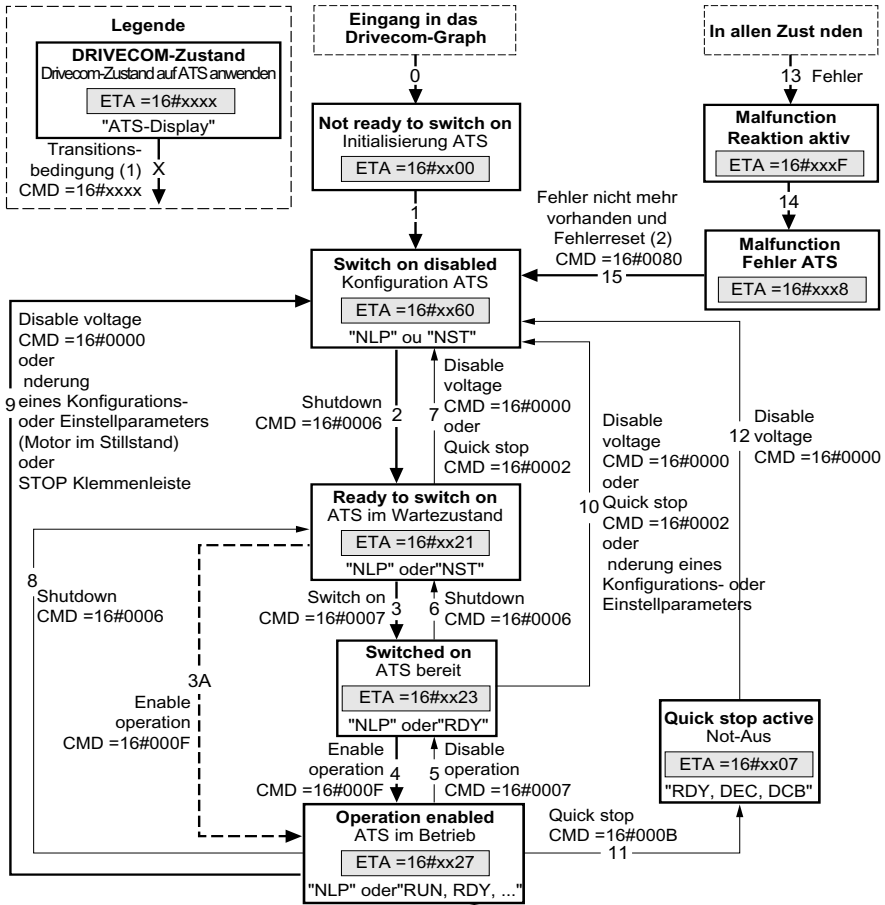 Legende
DRIVECOM-Zustand
Drivecom-Zustand auf ATS anwenden
ETA =16#xxxx
"ATS-Display"
Transitions-
bedingung (1)
X
CMD =16#xxxx
Eingang in das
Drivecom-Graph
0
Not ready to switch on
Initialisierung ATS
ETA =16#xx00
1
In allen Zust nden
13 Fehler
Malfunction
Reaktion aktiv
ETA =16#xxxF
14
Malfunction
Fehler ATS
ETA =16#xxx8
Fehler nicht mehr
vorhanden und
Fehlerreset (2)
CMD =16#0080
15
Switch on disabled
Konfiguration ATS
ETA =16#xx60
"NLP" ou "NST"
Disable voltage
CMD =16#0000
oder
nderung
9
eines Konfigurations-
oder Einstellparameters
(Motor im Stillstand)
oder
STOP Klemmenleiste
Shutdown
CMD =16#0006
2
7
Disable
voltage
CMD =16#0000
oder
Quick stop
CMD =16#0002
10
Disable
voltage
CMD =16#0000
oder
Quick stop
CMD =16#0002
oder
nderung eines
Konfigurations- oder
Einstellparameters
12
Disable
voltage
CMD =16#0000
Ready to switch on
ATS im Wartezustand
ETA =16#xx21
"NLP" oder"NST"
8
Shutdown
CMD =16#0006
Switch on
CMD =16#0007
3
6
Shutdown
CMD =16#0006
3A
Enable
operation
CMD =16#000F
Switched on
ATS bereit
ETA =16#xx23
"NLP" oder"RDY"
Enable
operation
CMD =16#000F
4
5
Disable
operation
CMD =16#0007
Quick stop active
Not-Aus
ETA =16#xx07
"RDY, DEC, DCB"
Operation enabled
ATS im Betrieb
ETA =16#xx27
"NLP" oder"RUN, RDY, ..."
Quick stop
CMD =16#000B
11